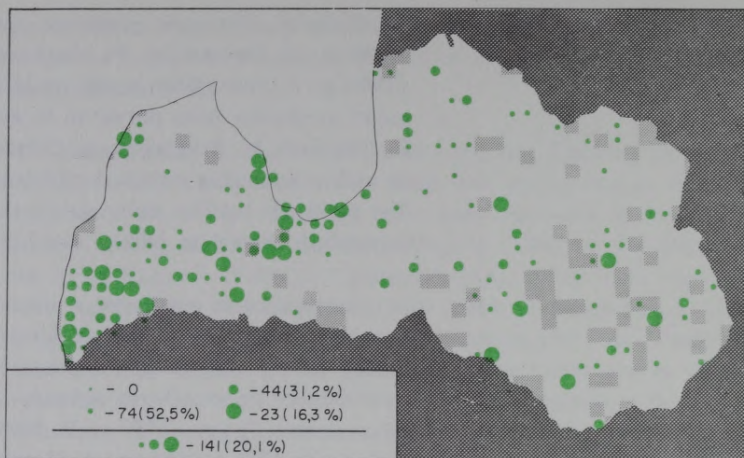 - 0
- 74 (52,5%)
- 44 (31,2%)
- 23 (16,3%)
- 141 (20,1%)